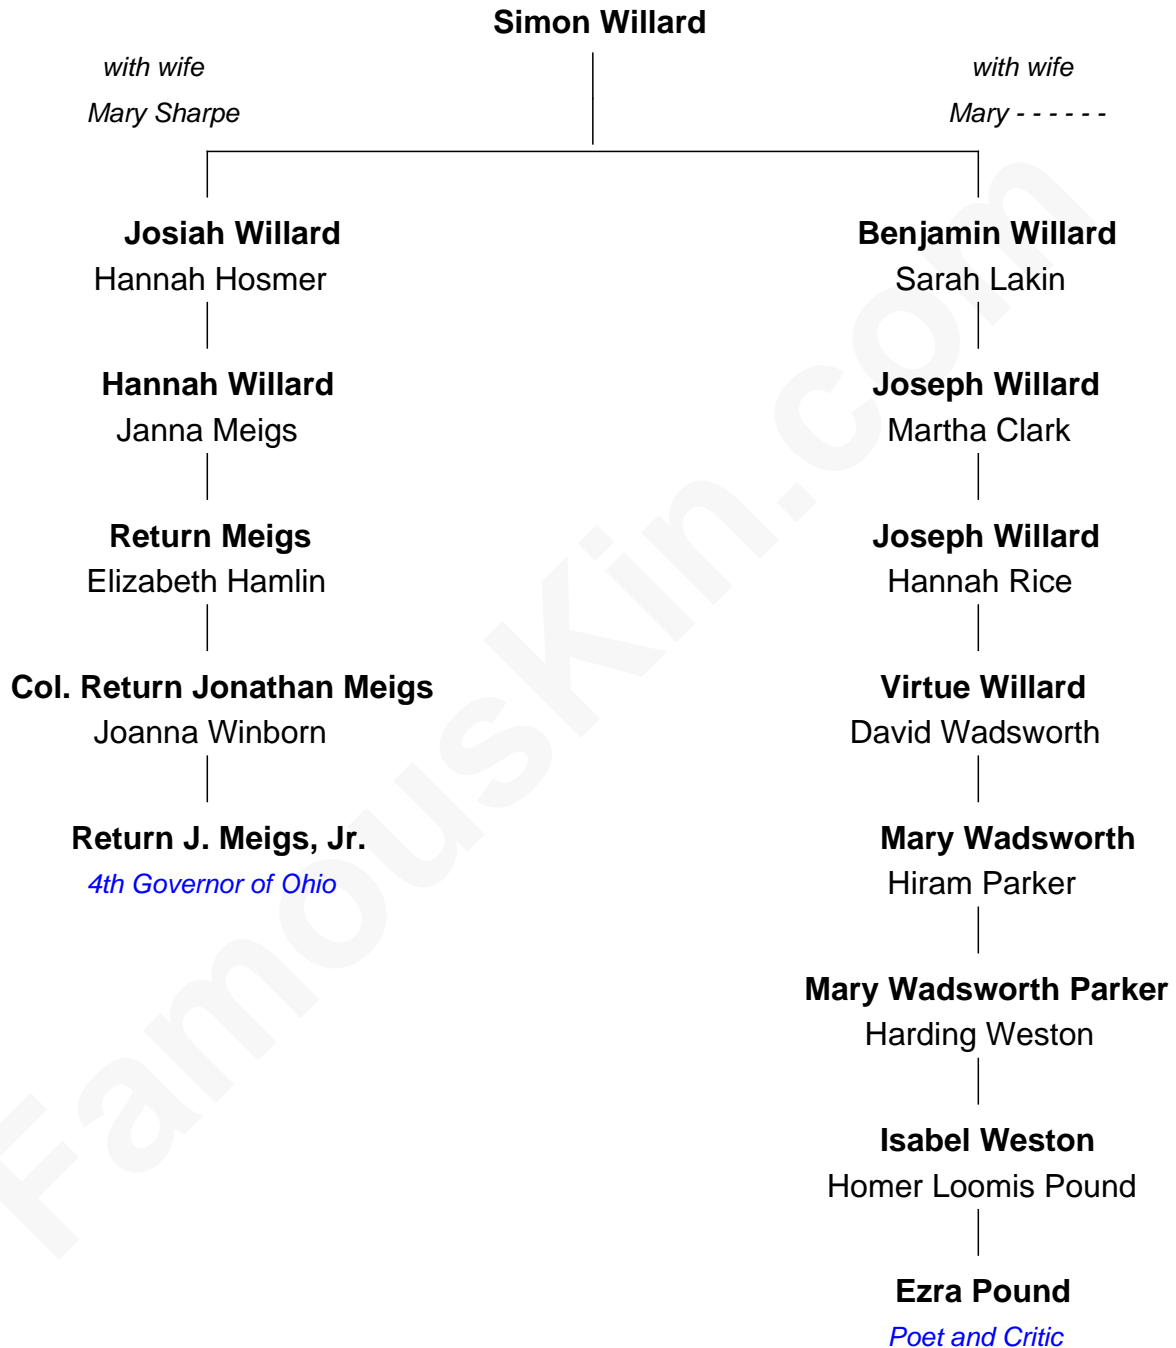 Simon Willard
with wife
Mary Sharpe
with wife
Mary - - - - - -
Josiah Willard
Hannah Hosmer
Benjamin Willard
Sarah Lakin
Hannah Willard
Janna Meigs
Joseph Willard
Martha Clark
Return Meigs
Elizabeth Hamlin
Joseph Willard
Hannah Rice
Col. Return Jonathan Meigs
Joanna Winborn
Virtue Willard
David Wadsworth
Return J. Meigs, Jr.
4th Governor of Ohio
Mary Wadsworth
Hiram Parker
Mary Wadsworth Parker
Harding Weston
Isabel Weston
Homer Loomis Pound
Ezra Pound
Poet and Critic
FamousKin.com